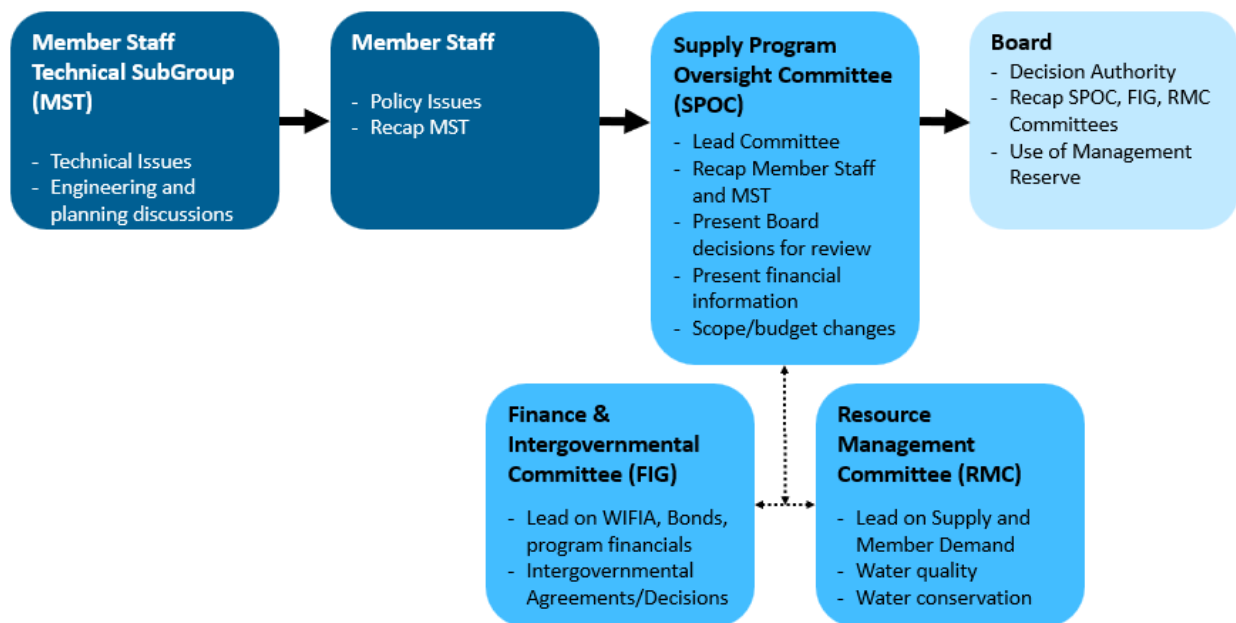 Member Staff
Technical SubGroup
(MST)
- Technical Issues
- Engineering and
planning discussions
Member Staff
- Policy Issues
- Recap MST
Supply Program
Oversight Committee
(SPOC)
- Lead Committee
- Recap Member Staff
and MST
- Present Board
decisions for review
- Present financial
information
- Scope/budget changes
Board
- Decision Authority
- Recap SPOC, FIG, RMC
Committees
- Use of Management
Reserve
Finance &
Intergovernmental
Committee (FIG)
- Lead on WIFIA, Bonds,
program financials
- Intergovernmental
Agreements/Decisions
Resource
Management
Committee (RMC)
- Lead on Supply and
Member Demand
- Water quality
- Water conservation